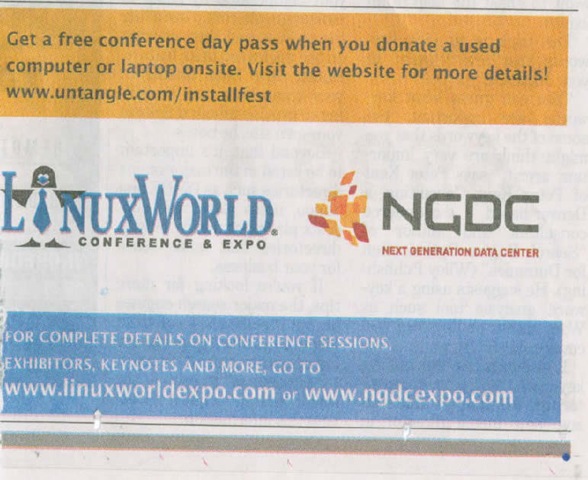 Get a free conference day pass when you donate a used
computer or laptop onsite. Visit the website for more details!
www.untangle.com/installfest
LINUXWORLD
CONFERENCE & EXPO
NGDC
NEXT GENERATION DATA CENTER
FOR COMPLETE DETAILS ON CONFERENCE SESSIONS,
EXHIBITORS, KEYNOTES AND MORE, GO TO
www.linuxworldexpo.com or www.ngdcexpo.com